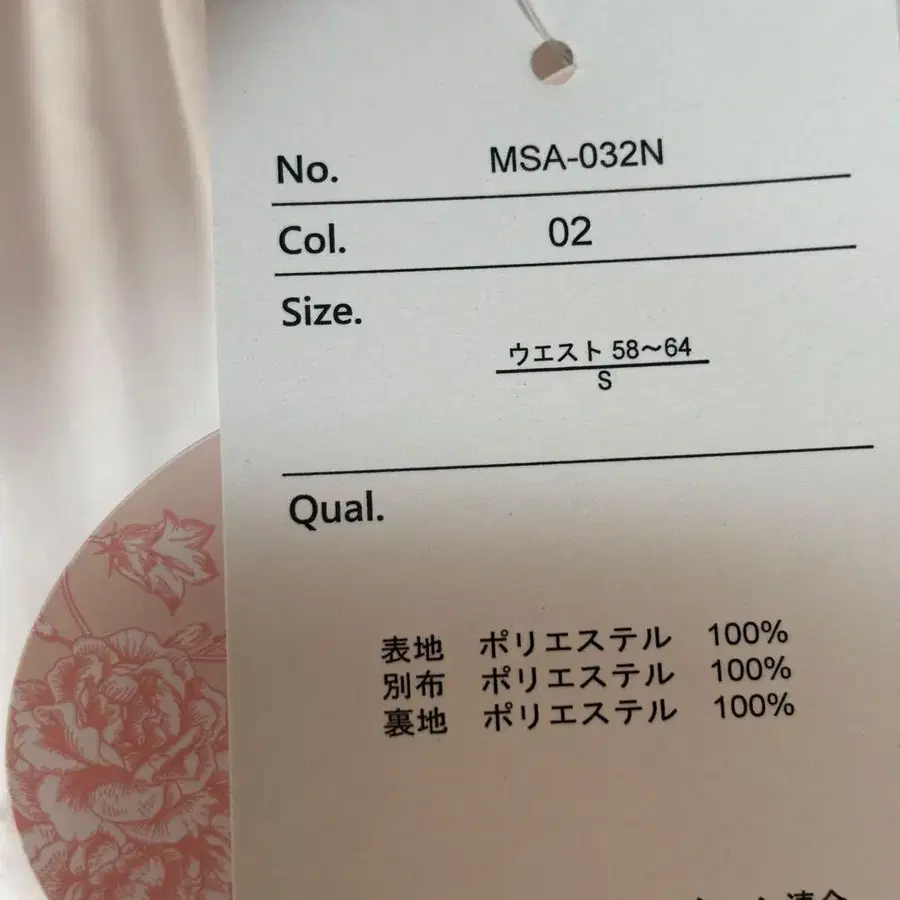 No. MSA-032N
Col. 02
Size.
ウエスト 58～64
S
Qual.
表地 ポリエステル 100%
別布 ポリエステル 100%
裏地 ポリエステル 100%